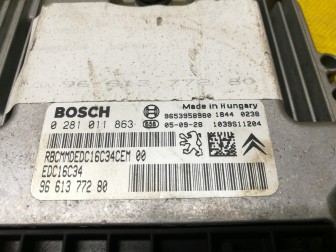 BOSCH
Made in Hungary
0 281 011 863
9653958980 1844 0238
05-09-28 1039S11204
RBCMMDEDC16C34CEM 00
EDC16C34
96 613 772 80